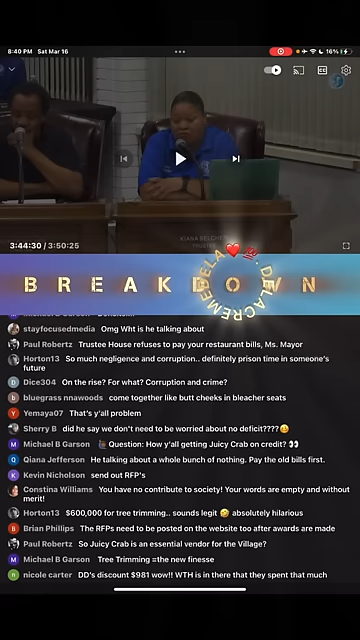 8:40 PM Sat Mar 16
16%
CC
KIANA BELCHER
TRUSTEE
3:44:30 / 3:50:25
BREAKDOWN
DELACREMEDELA ❤️ 💯 . DELACREMEDELA
M Michael B Garson
stayfocusedmedia Omg Wht is he talking about
Paul Robertz Trustee House refuses to pay your restaurant bills, Ms. Mayor
Horton13 So much negligence and corruption.. definitely prison time in someone's
future
D Dice304 On the rise? For what? Corruption and crime?
b bluegrass nnawoods come together like butt cheeks in bleacher seats
Y Yemaya07 That's y'all problem
Sherry B did he say we don't need to be worried about no deficit????😀
M Michael B Garson 🙋🏾‍♂️ Question: How y'all getting Juicy Crab on credit? 👀
Q Qiana Jefferson He talking about a whole bunch of nothing. Pay the old bills first.
K Kevin Nicholson send out RFP's
Constina Williams You have no contribute to society! Your words are empty and without
merit!
Horton13 $600,000 for tree trimming.. sounds legit 🤣 absolutely hilarious
B Brian Phillips The RFPs need to be posted on the website too after awards are made
Paul Robertz So Juicy Crab is an essential vendor for the Village?
M Michael B Garson Tree Trimming =the new finesse
n nicole carter DD's discount $981 wow!! WTH is in there that they spent that much